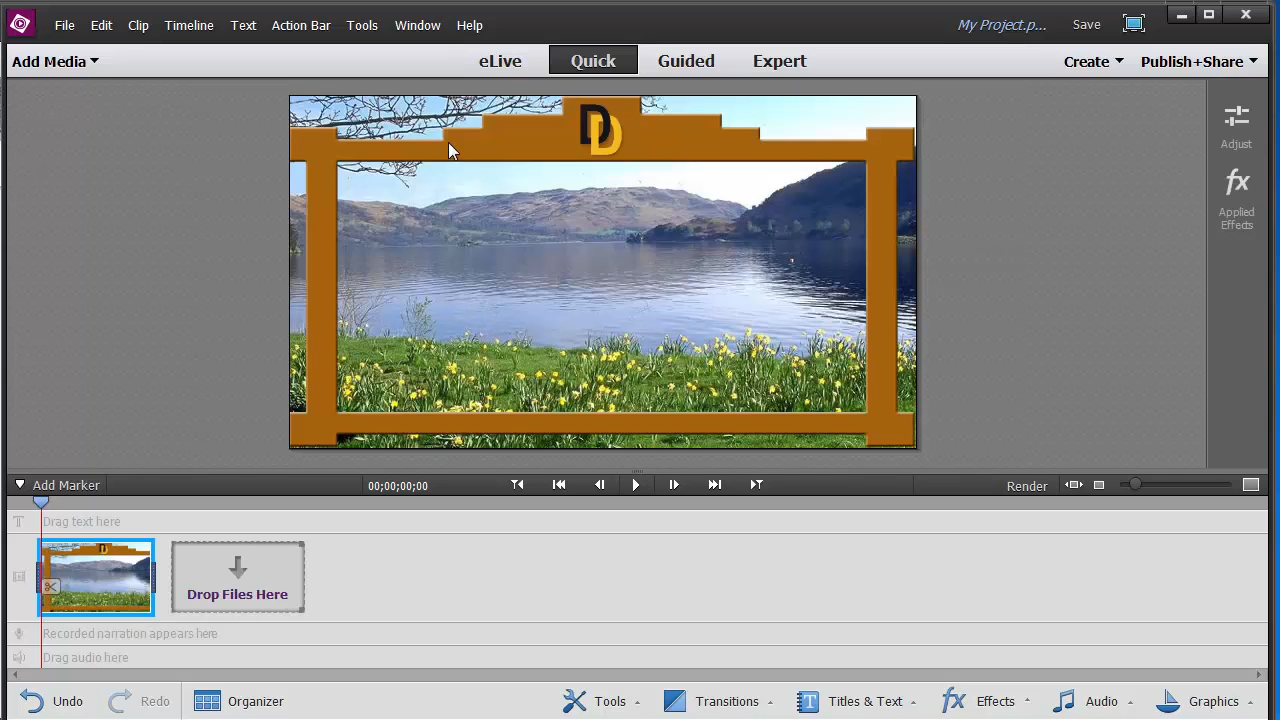 File Edit Clip Timeline Text Action Bar Tools Window Help My Project.p... Save
Add Media eLive Quick Guided Expert Create Publish+Share
DD
Adjust
fx
Applied
Effects
Add Marker 00;00;00;00 Render
T Drag text here
Drop Files Here
Recorded narration appears here
Drag audio here
Undo Redo Organizer Tools Transitions T Titles & Text fx Effects Audio Graphics